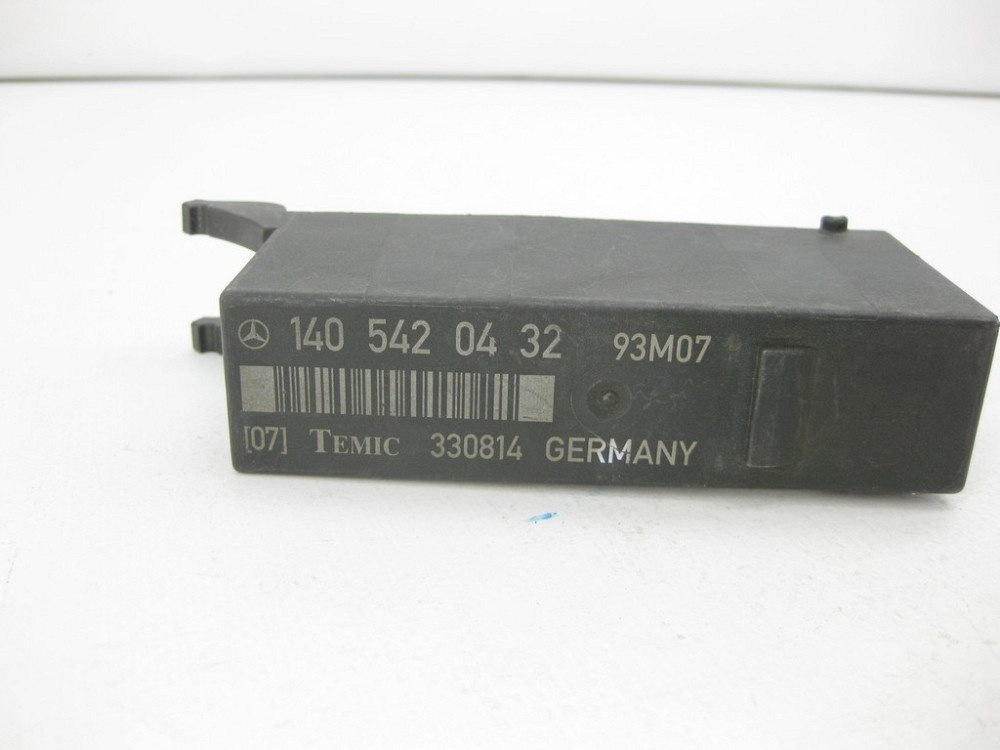 140 542 04 32 93M07
[07] TEMIC 330814 GERMANY